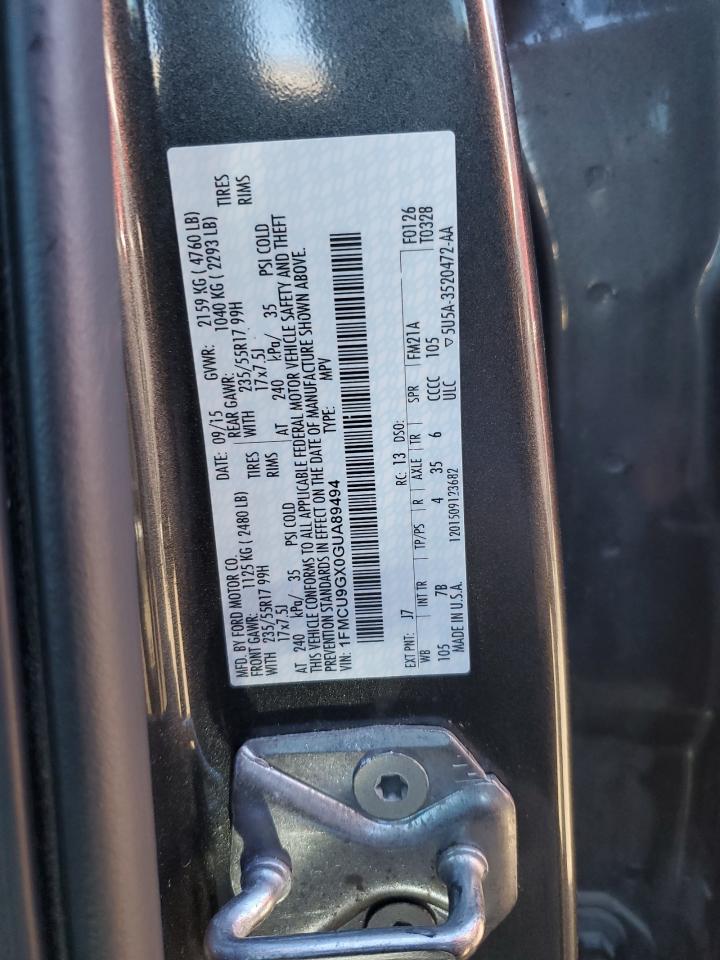 MFD. BY FORD MOTOR CO. DATE: 09/15 GVWR: 2159 KG ( 4760 LB)
FRONT GAWR: 1125 KG ( 2480 LB) REAR GAWR: 1040 KG ( 2293 LB)
WITH 235/55R17 99H TIRES WITH 235/55R17 99H TIRES
17x7.5J RIMS 17x7.5J RIMS
AT 240 kPa/ 35 PSI COLD AT 240 kPa/ 35 PSI COLD
THIS VEHICLE CONFORMS TO ALL APPLICABLE FEDERAL MOTOR VEHICLE SAFETY AND THEFT
PREVENTION STANDARDS IN EFFECT ON THE DATE OF MANUFACTURE SHOWN ABOVE.
VIN: 1FMCU9GX0GUA89494 TYPE: MPV
EXT PNT: J7 RC: 13 DSO: FM21A F0126
WB INT TR TP/PS R AXLE TR SPR T0328
105 7B 4 35 6 CCCC 105
MADE IN U.S.A. 1201509123682 ULC ▽5U5A-3520472-AA